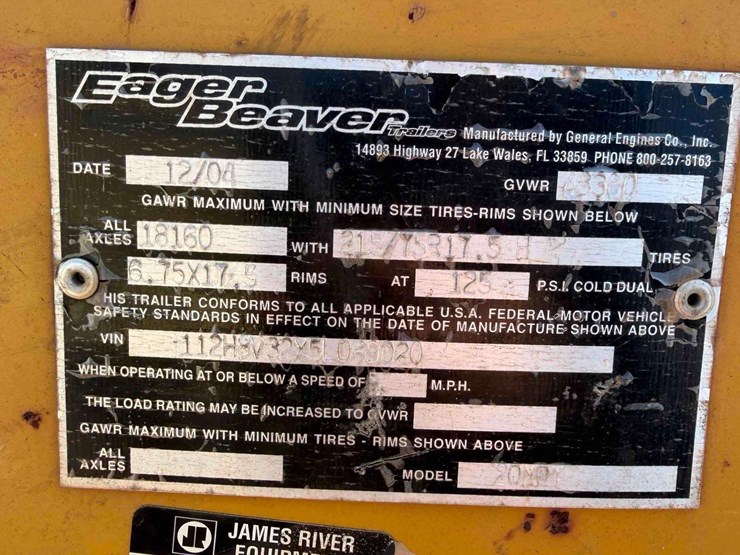 Eager
Beaver Trailers Manufactured by General Engines Co., Inc.
14893 Highway 27 Lake Wales, FL 33859 PHONE 800-257-8163
DATE 12/04 GVWR
GAWR MAXIMUM WITH MINIMUM SIZE TIRES-RIMS SHOWN BELOW
ALL AXLES 18160 WITH 215/75R17.5 H TIRES
6.75X17.5 RIMS AT 125 P.S.I. COLD DUAL
HIS TRAILER CONFORMS TO ALL APPLICABLE U.S.A. FEDERAL MOTOR VEHICLE
SAFETY STANDARDS IN EFFECT ON THE DATE OF MANUFACTURE SHOWN ABOVE
VIN
WHEN OPERATING AT OR BELOW A SPEED OF M.P.H.
THE LOAD RATING MAY BE INCREASED TO GVWR
GAWR MAXIMUM WITH MINIMUM TIRES - RIMS SHOWN ABOVE
ALL AXLES MODEL
JR JAMES RIVER
EQUIPMENT